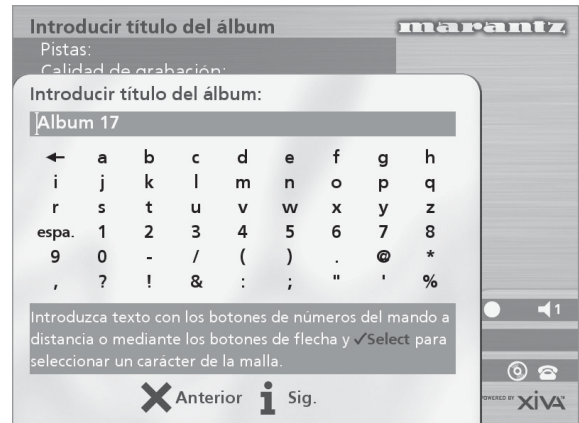 Introducir título del álbum
marantz
Pistas:
Calidad de grabación:
Introducir título del álbum:
Album 17
← a b c d e f g h
i j k l m n o p q
r s t u v w x y z
espa. 1 2 3 4 5 6 7 8
9 0 - / ( ) . @ *
, ? ! & : ; " ' %
Introduzca texto con los botones de números del mando a
distancia o mediante los botones de flecha y ✓Select para
seleccionar un carácter de la malla.
1
Anterior i Sig.
POWERED BY XiVA™